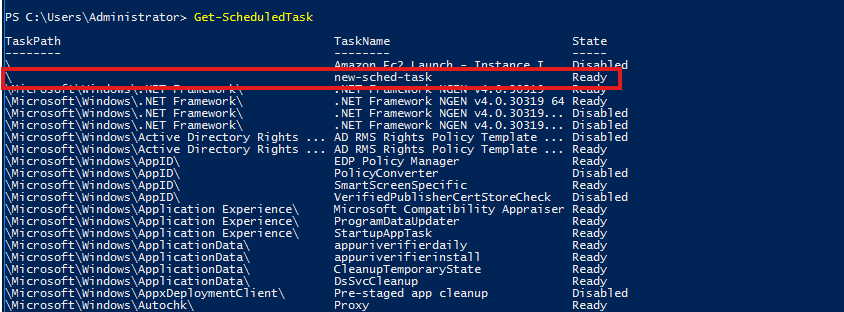 PS C:\Users\Administrator> Get-ScheduledTask
TaskPath TaskName State
-------- -------- -----
\ Amazon Ec2 Launch - Instance I... Disabled
\ new-sched-task Ready
\Microsoft\Windows\.NET Framework\ .NET Framework NGEN v4.0.30319 Ready
\Microsoft\Windows\.NET Framework\ .NET Framework NGEN v4.0.30319 64 Ready
\Microsoft\Windows\.NET Framework\ .NET Framework NGEN v4.0.30319... Disabled
\Microsoft\Windows\.NET Framework\ .NET Framework NGEN v4.0.30319... Disabled
\Microsoft\Windows\Active Directory Rights ... AD RMS Rights Policy Template ... Disabled
\Microsoft\Windows\Active Directory Rights ... AD RMS Rights Policy Template ... Ready
\Microsoft\Windows\AppID\ EDP Policy Manager Ready
\Microsoft\Windows\AppID\ PolicyConverter Disabled
\Microsoft\Windows\AppID\ SmartScreenSpecific Ready
\Microsoft\Windows\AppID\ VerifiedPublisherCertStoreCheck Disabled
\Microsoft\Windows\Application Experience\ Microsoft Compatibility Appraiser Ready
\Microsoft\Windows\Application Experience\ ProgramDataUpdater Ready
\Microsoft\Windows\Application Experience\ StartupAppTask Ready
\Microsoft\Windows\ApplicationData\ appuriverifierdaily Ready
\Microsoft\Windows\ApplicationData\ appuriverifierinstall Ready
\Microsoft\Windows\ApplicationData\ CleanupTemporaryState Ready
\Microsoft\Windows\ApplicationData\ DsSvcCleanup Ready
\Microsoft\Windows\AppxDeploymentClient\ Pre-staged app cleanup Disabled
\Microsoft\Windows\Autochk\ Proxy Ready